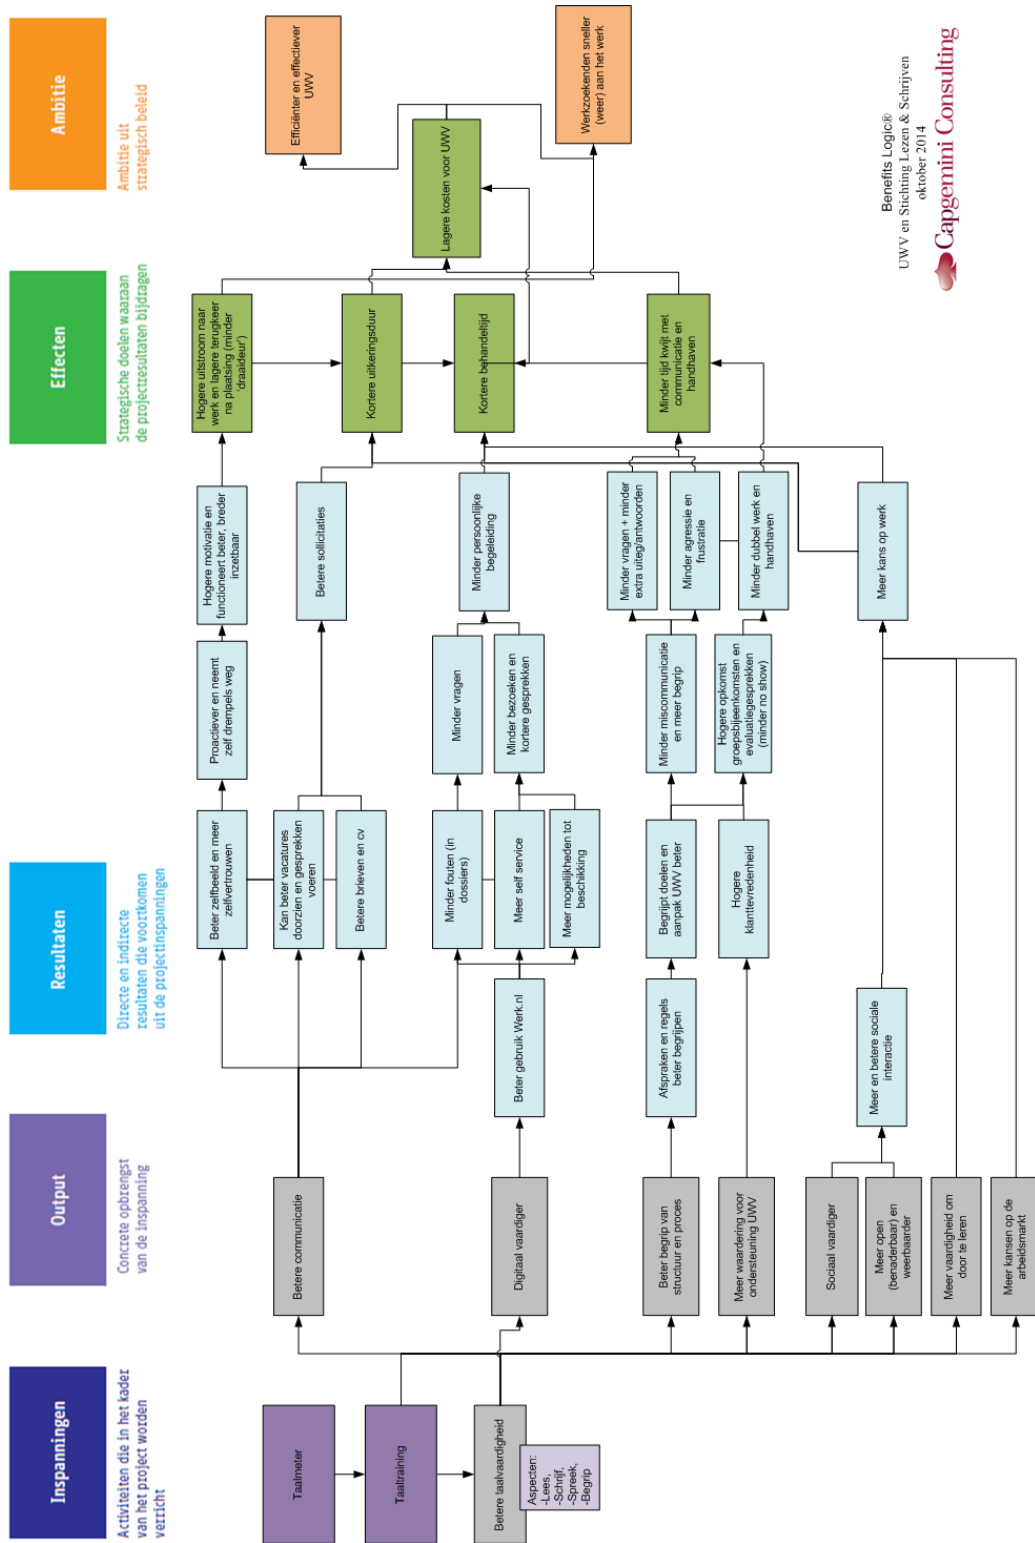 Inspanningen
Activiteiten die in het kader
van het project worden
verricht
Output
Concrete opbrengst
van de inspanning
Resultaten
Directe en indirecte
resultaten die voortkomen
uit de projectinspanningen
Effecten
Strategische doelen waaraan
de projectresultaten bijdragen
Ambitie
Ambitie uit
strategisch beleid
Taalmeter
Taaltraining
Betere taalvaardigheid
Aspecten:
-Lees,
-Schrijf,
-Spreek,
-Begrip
Betere communicatie
Digitaal vaardiger
Beter begrip van
structuur en proces
Meer waardering voor
ondersteuning UWV
Sociaal vaardiger
Meer open
(benaderbaar) en
weerbaarder
Meer vaardigheid om
door te leren
Meer kansen op de
arbeidsmarkt
Beter gebruik Werk.nl
Afspraken en regels
beter begrijpen
Meer en betere sociale
interactie
Beter zelfbeeld en meer
zelfvertrouwen
Kan beter vacatures
doorzien en gesprekken
voeren
Betere brieven en cv
Minder fouten (in
dossiers)
Meer self service
Meer mogelijkheden tot
beschikking
Begrijpt doelen en
aanpak UWV beter
Hogere
klanttevredenheid
Proactiever en neemt
zelf drempels weg
Minder vragen
Minder bezoeken en
kortere gesprekken
Minder miscommunicatie
en meer begrip
Hogere opkomst
groepsbijeenkomsten en
evaluatiegesprekken
(minder no show)
Hogere motivatie en
functioneert beter, breder
inzetbaar
Betere sollicitaties
Minder persoonlijke
begeleiding
Minder vragen + minder
extra uiteg/antwoorden
Minder agressie en
frustratie
Minder dubbel werk en
handhaven
Meer kans op werk
Hogere uitstroom naar
werk en lagere terugkeer
na plaatsing (minder
'draaideur')
Kortere uitkeringsduur
Kortere behandeltijd
Minder tijd kwijt met
communicatie en
handhaven
Lagere kosten voor UWV
Efficiënter en effectiever
UWV
Werkzoekenden sneller
(weer) aan het werk
Benefits Logic®
UWV en Stichting Lezen & Schrijven
oktober 2014
Capgemini Consulting